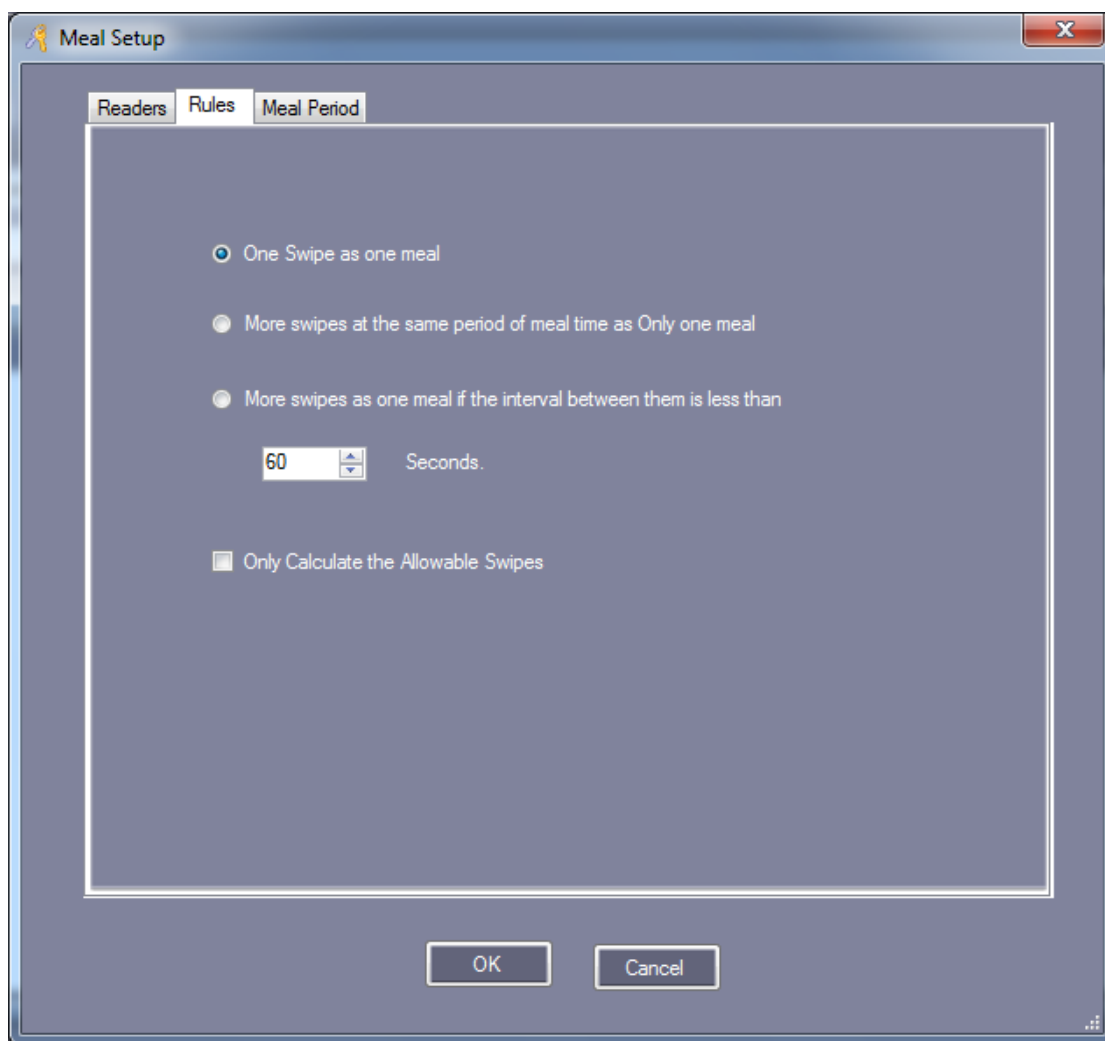 Meal Setup
Readers Rules Meal Period
One Swipe as one meal
More swipes at the same period of meal time as Only one meal
More swipes as one meal if the interval between them is less than
60 Seconds.
Only Calculate the Allowable Swipes
OK Cancel